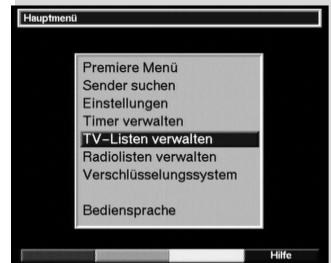 Hauptmenü
Premiere Menü
Sender suchen
Einstellungen
Timer verwalten
TV-Listen verwalten
Radiolisten verwalten
Verschlüsselungssystem
Bediensprache
Hilfe